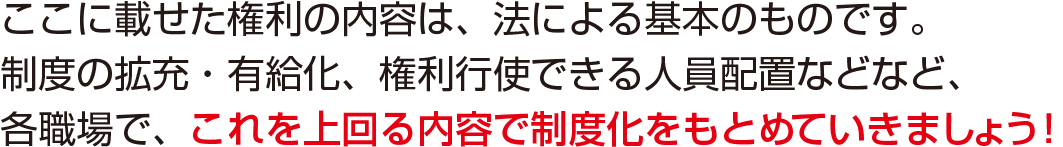 ここに載せた権利の内容は、法による基本のものです。
制度の拡充・有給化、権利行使できる人員配置などなど、
各職場で、これを上回る内容で制度化をもとめていきましょう！